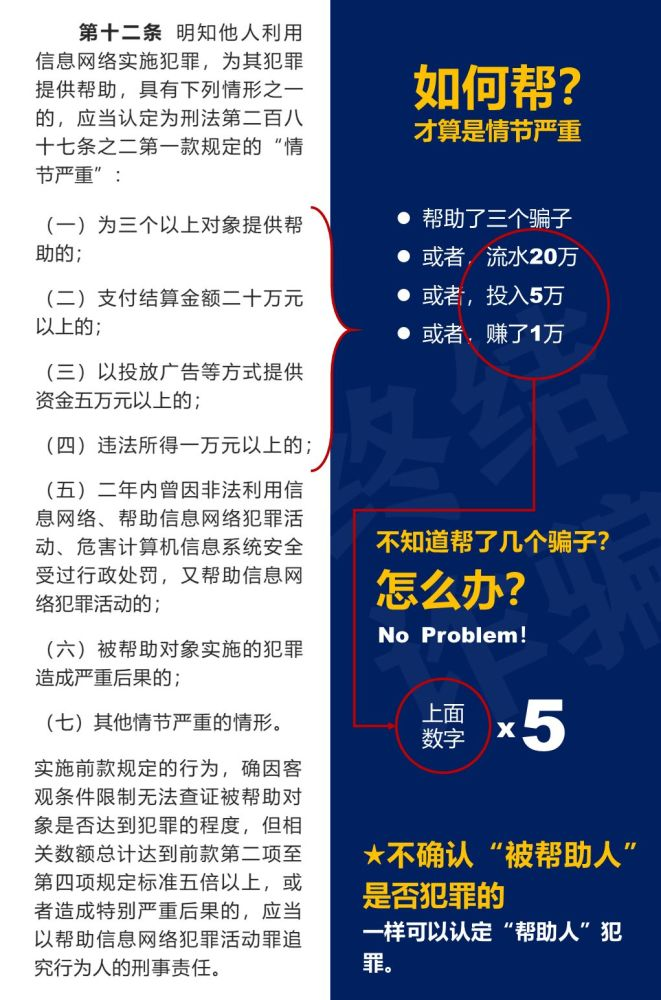 第十二条 明知他人利用
信息网络实施犯罪，为其犯罪
提供帮助，具有下列情形之一
的，应当认定为刑法第二百八
十七条之二第一款规定的“情
节严重”：
（一）为三个以上对象提供帮
助的；
（二）支付结算金额二十万元
以上的；
（三）以投放广告等方式提供
资金五万元以上的；
（四）违法所得一万元以上的；
（五）二年内曾因非法利用信
息网络、帮助信息网络犯罪活
动、危害计算机信息系统安全
受过行政处罚，又帮助信息网
络犯罪活动的；
（六）被帮助对象实施的犯罪
造成严重后果的；
（七）其他情节严重的情形。
实施前款规定的行为，确因客
观条件限制无法查证被帮助对
象是否达到犯罪的程度，但相
关数额总计达到前款第二项至
第四项规定标准五倍以上，或
者造成特别严重后果的，应当
以帮助信息网络犯罪活动罪追
究行为人的刑事责任。
如何帮？
才算是情节严重
● 帮助了三个骗子
● 或者，流水20万
● 或者，投入5万
● 或者，赚了1万
终结
诈骗
不知道帮了几个骗子？
怎么办？
No Problem！
上面
数字
x5
★不确认“被帮助人”
是否犯罪的
一样可以认定“帮助人”犯
罪。